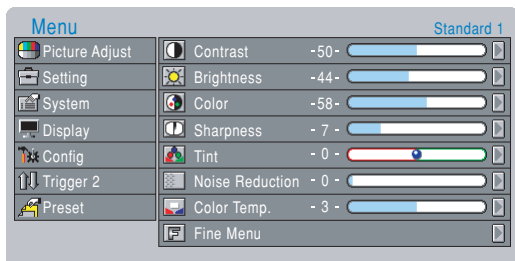 Menu
Standard 1
Picture Adjust
Setting
System
Display
Config
Trigger 2
Preset
Contrast -50-
Brightness -44-
Color -58-
Sharpness - 7 -
Tint - 0 -
Noise Reduction - 0 -
Color Temp. - 3 -
F Fine Menu